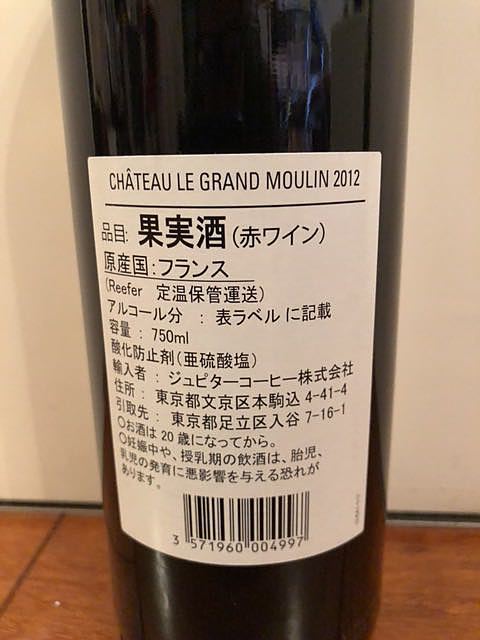 CHÂTEAU LE GRAND MOULIN 2012
品目: 果実酒(赤ワイン)
原産国:フランス
(Reefer 定温保管運送)
アルコール分 : 表ラベルに記載
容量 : 750ml
酸化防止剤(亜硫酸塩)
輸入者 : ジュピターコーヒー株式会社
住所 : 東京都文京区本駒込 4-41-4
引取先 : 東京都足立区入谷 7-16-1
○お酒は 20 歳になってから。
○妊娠中や、授乳期の飲酒は、胎児、
乳児の発育に悪影響を与える恐れが
あります。
3 571960 004997